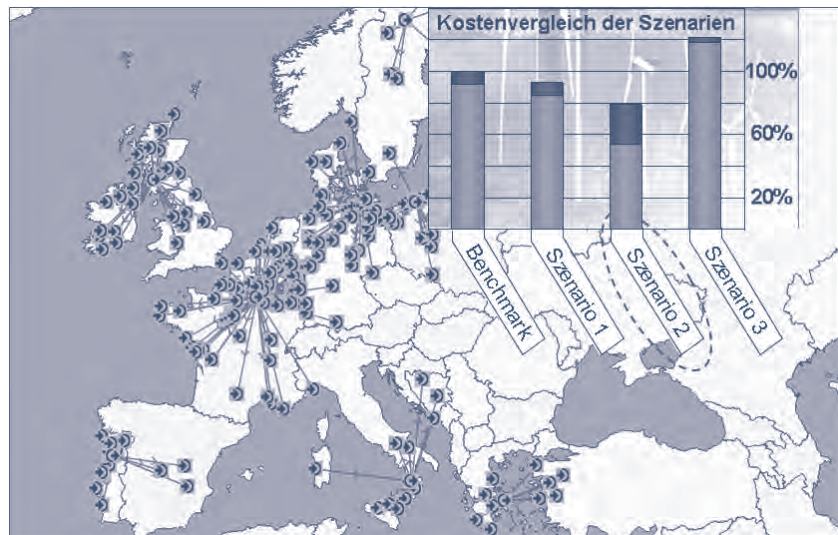 Kostenvergleich der Szenarien
100%
60%
20%
Benchmark
Szenario 1
Szenario 2
Szenario 3